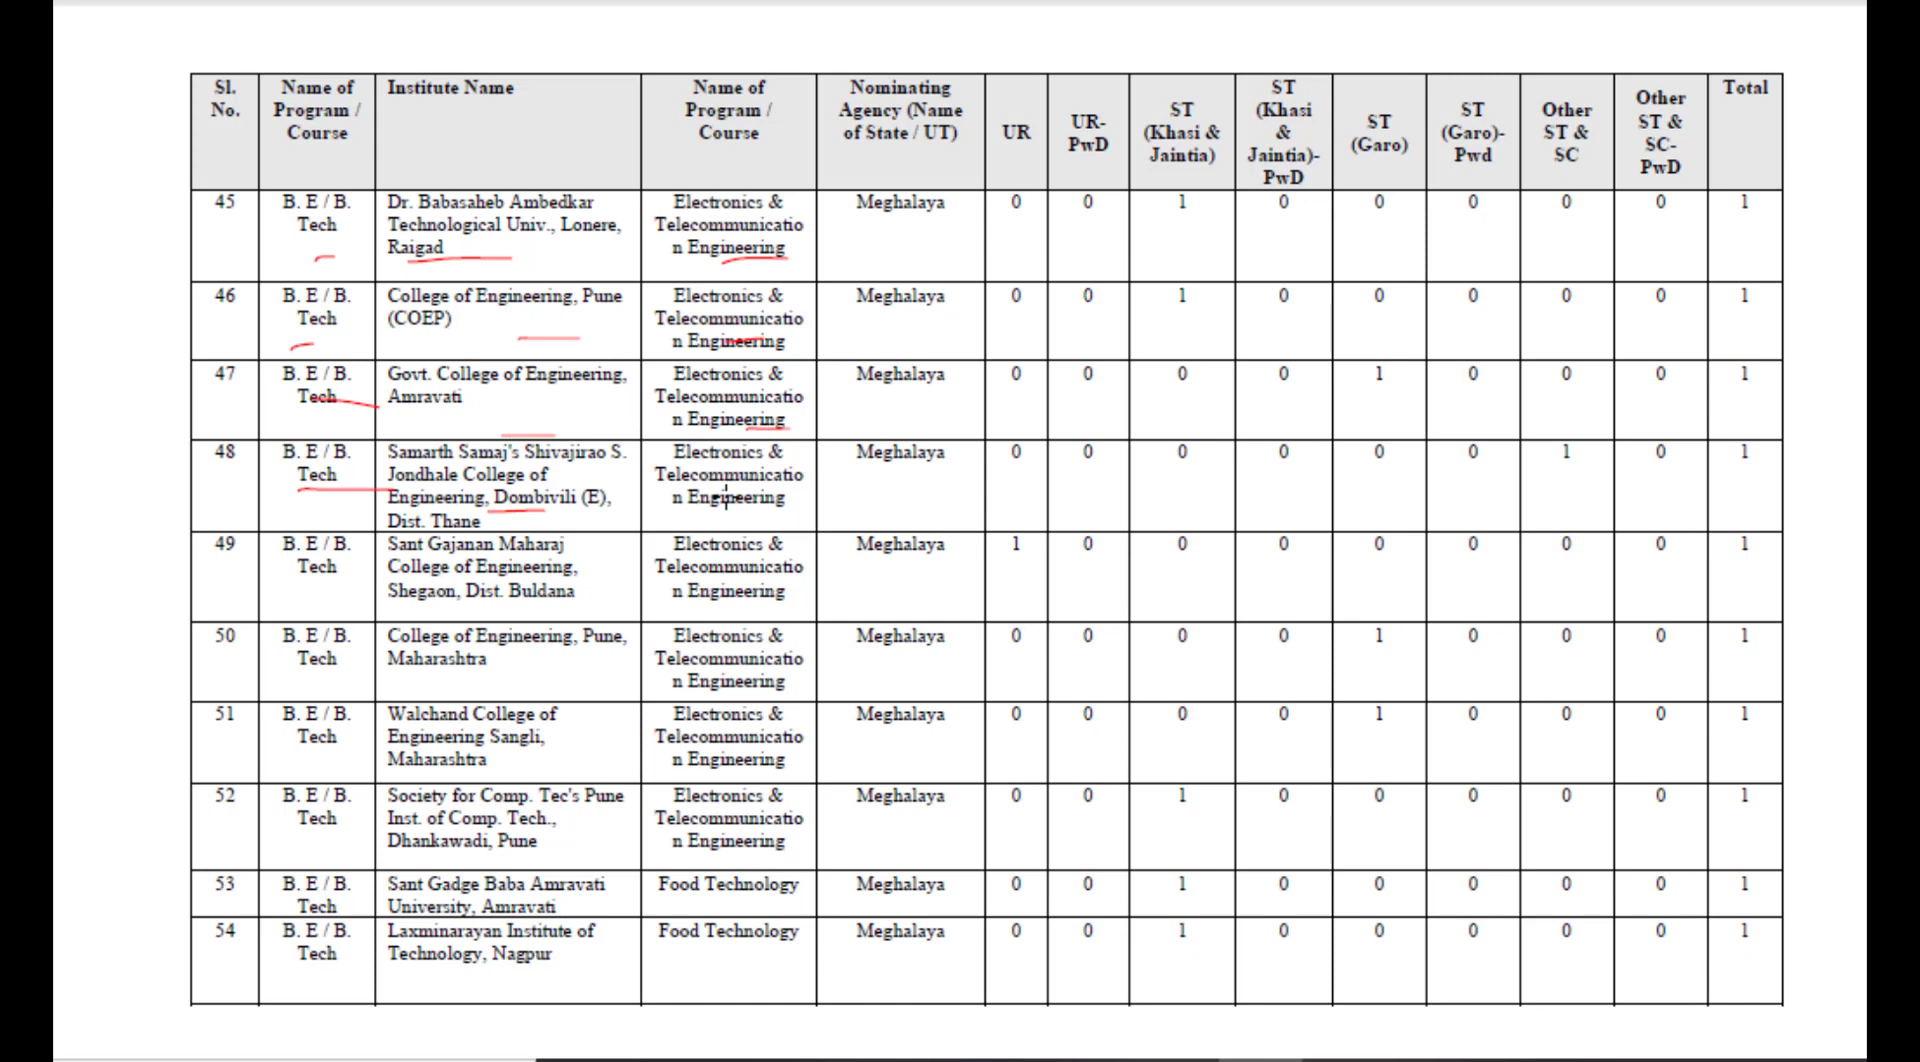 Sl. No. | Name of Program / Course | Institute Name | Name of Program / Course | Nominating Agency (Name of State / UT) | UR | UR-PwD | ST (Khasi & Jaintia) | ST (Khasi & Jaintia)-PwD | ST (Garo) | ST (Garo)-Pwd | Other ST & SC | Other ST & SC-PwD | Total
45 | B. E / B. Tech | Dr. Babasaheb Ambedkar Technological Univ., Lonere, Raigad | Electronics & Telecommunication Engineering | Meghalaya | 0 | 0 | 1 | 0 | 0 | 0 | 0 | 0 | 1
46 | B. E / B. Tech | College of Engineering, Pune (COEP) | Electronics & Telecommunication Engineering | Meghalaya | 0 | 0 | 1 | 0 | 0 | 0 | 0 | 0 | 1
47 | B. E / B. Tech | Govt. College of Engineering, Amravati | Electronics & Telecommunication Engineering | Meghalaya | 0 | 0 | 0 | 0 | 1 | 0 | 0 | 0 | 1
48 | B. E / B. Tech | Samarth Samaj's Shivajirao S. Jondhale College of Engineering, Dombivili (E), Dist. Thane | Electronics & Telecommunication Engineering | Meghalaya | 0 | 0 | 0 | 0 | 0 | 0 | 1 | 0 | 1
49 | B. E / B. Tech | Sant Gajanan Maharaj College of Engineering, Shegaon, Dist. Buldana | Electronics & Telecommunication Engineering | Meghalaya | 1 | 0 | 0 | 0 | 0 | 0 | 0 | 0 | 1
50 | B. E / B. Tech | College of Engineering, Pune, Maharashtra | Electronics & Telecommunication Engineering | Meghalaya | 0 | 0 | 0 | 0 | 1 | 0 | 0 | 0 | 1
51 | B. E / B. Tech | Walchand College of Engineering Sangli, Maharashtra | Electronics & Telecommunication Engineering | Meghalaya | 0 | 0 | 0 | 0 | 1 | 0 | 0 | 0 | 1
52 | B. E / B. Tech | Society for Comp. Tec's Pune Inst. of Comp. Tech., Dhankawadi, Pune | Electronics & Telecommunication Engineering | Meghalaya | 0 | 0 | 1 | 0 | 0 | 0 | 0 | 0 | 1
53 | B. E / B. Tech | Sant Gadge Baba Amravati University, Amravati | Food Technology | Meghalaya | 0 | 0 | 1 | 0 | 0 | 0 | 0 | 0 | 1
54 | B. E / B. Tech | Laxminarayan Institute of Technology, Nagpur | Food Technology | Meghalaya | 0 | 0 | 1 | 0 | 0 | 0 | 0 | 0 | 1